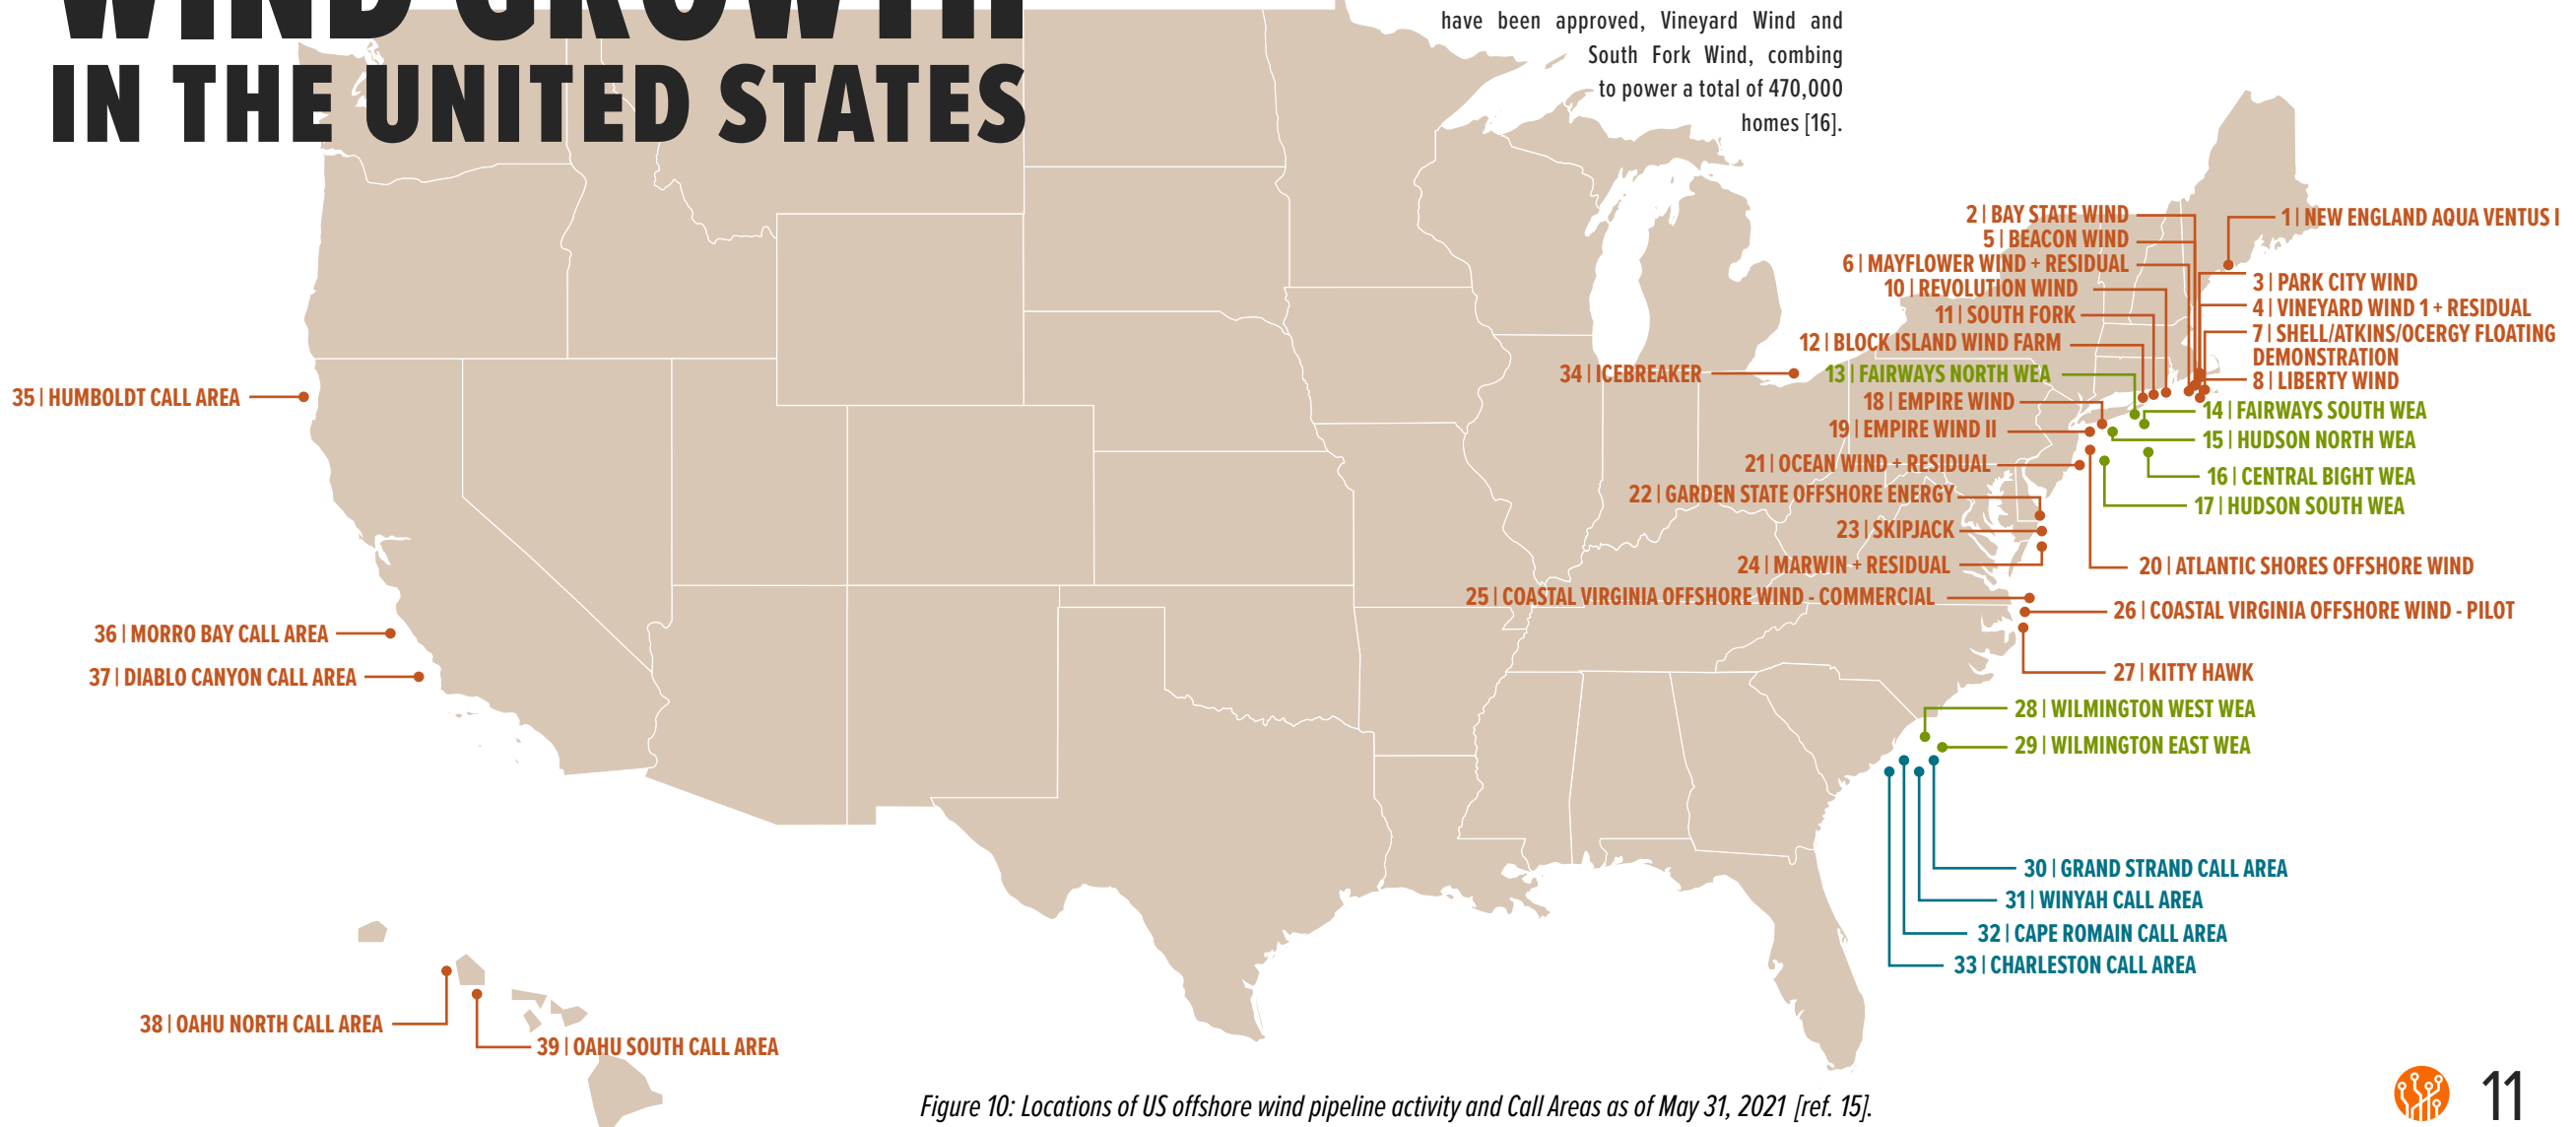 WIND GROWTH
IN THE UNITED STATES
have been approved, Vineyard Wind and
South Fork Wind, combing
to power a total of 470,000
homes [16].
2 | BAY STATE WIND
1 | NEW ENGLAND AQUA VENTUS I
5 | BEACON WIND
6 | MAYFLOWER WIND + RESIDUAL
3 | PARK CITY WIND
10 | REVOLUTION WIND
4 | VINEYARD WIND 1 + RESIDUAL
11 | SOUTH FORK
7 | SHELL/ATKINS/OCERGY FLOATING
DEMONSTRATION
12 | BLOCK ISLAND WIND FARM
34 | ICEBREAKER
13 | FAIRWAYS NORTH WEA
8 | LIBERTY WIND
35 | HUMBOLDT CALL AREA
18 | EMPIRE WIND
14 | FAIRWAYS SOUTH WEA
19 | EMPIRE WIND II
15 | HUDSON NORTH WEA
21 | OCEAN WIND + RESIDUAL
16 | CENTRAL BIGHT WEA
22 | GARDEN STATE OFFSHORE ENERGY
17 | HUDSON SOUTH WEA
23 | SKIPJACK
24 | MARWIN + RESIDUAL
20 | ATLANTIC SHORES OFFSHORE WIND
25 | COASTAL VIRGINIA OFFSHORE WIND - COMMERCIAL
26 | COASTAL VIRGINIA OFFSHORE WIND - PILOT
36 | MORRO BAY CALL AREA
37 | DIABLO CANYON CALL AREA
27 | KITTY HAWK
28 | WILMINGTON WEST WEA
29 | WILMINGTON EAST WEA
30 | GRAND STRAND CALL AREA
31 | WINYAH CALL AREA
32 | CAPE ROMAIN CALL AREA
33 | CHARLESTON CALL AREA
38 | OAHU NORTH CALL AREA
39 | OAHU SOUTH CALL AREA
Figure 10: Locations of US offshore wind pipeline activity and Call Areas as of May 31, 2021 [ref. 15].
11